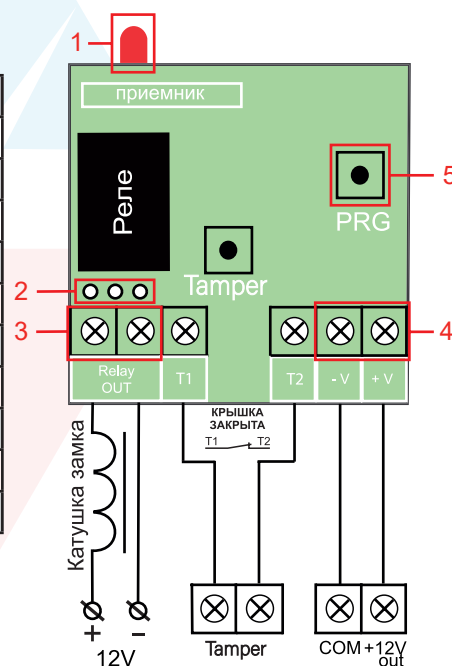 1
приемник
Реле
5
PRG
Tamper
2
3
4
Relay
OUT
T1
T2
- V
+ V
КРЫШКА
ЗАКРЫТА
T1
T2
Катушка замка
+
-
12V
Tamper
COM +12V
out